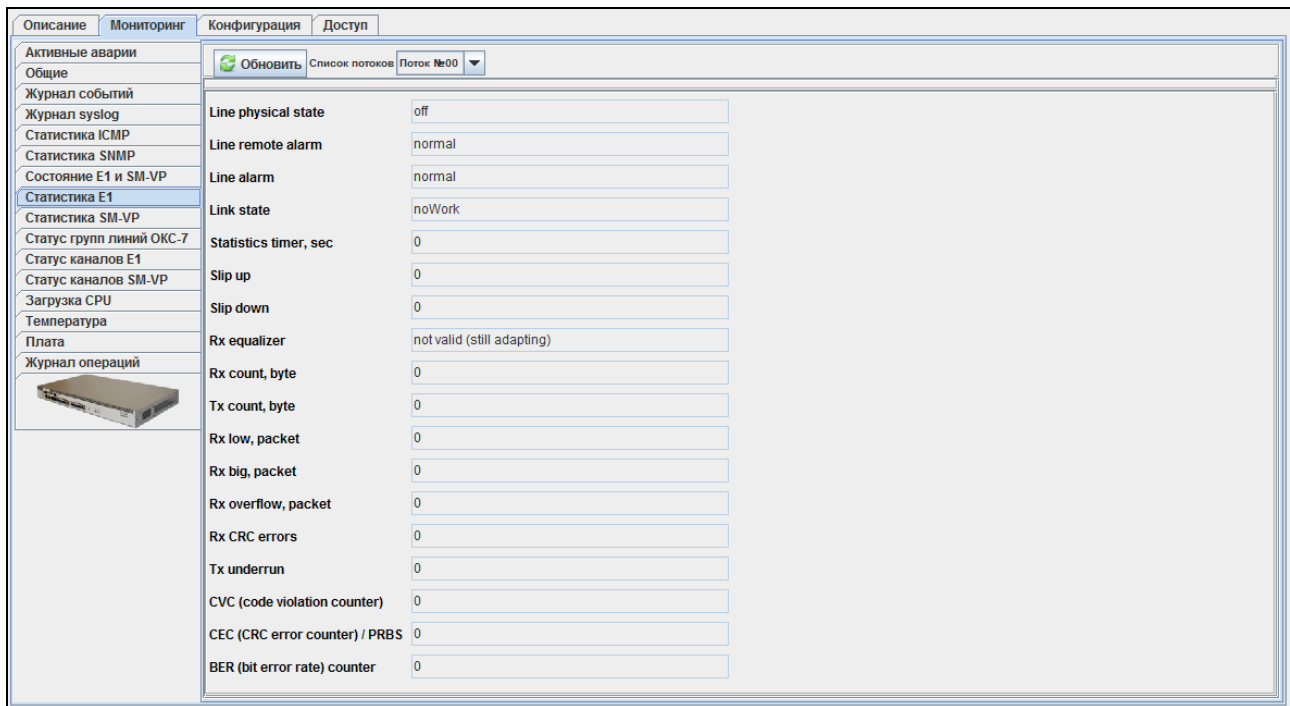 Описание Мониторинг Конфигурация Доступ
Активные аварии
Общие
Журнал событий
Журнал syslog
Статистика ICMP
Статистика SNMP
Состояние E1 и SM-VP
Статистика E1
Статистика SM-VP
Статус групп линий ОКС-7
Статус каналов E1
Статус каналов SM-VP
Загрузка CPU
Температура
Плата
Журнал операций
Обновить Список потоков Поток №00
Line physical state off
Line remote alarm normal
Line alarm normal
Link state noWork
Statistics timer, sec 0
Slip up 0
Slip down 0
Rx equalizer not valid (still adapting)
Rx count, byte 0
Tx count, byte 0
Rx low, packet 0
Rx big, packet 0
Rx overflow, packet 0
Rx CRC errors 0
Tx underrun 0
CVC (code violation counter) 0
CEC (CRC error counter) / PRBS 0
BER (bit error rate) counter 0